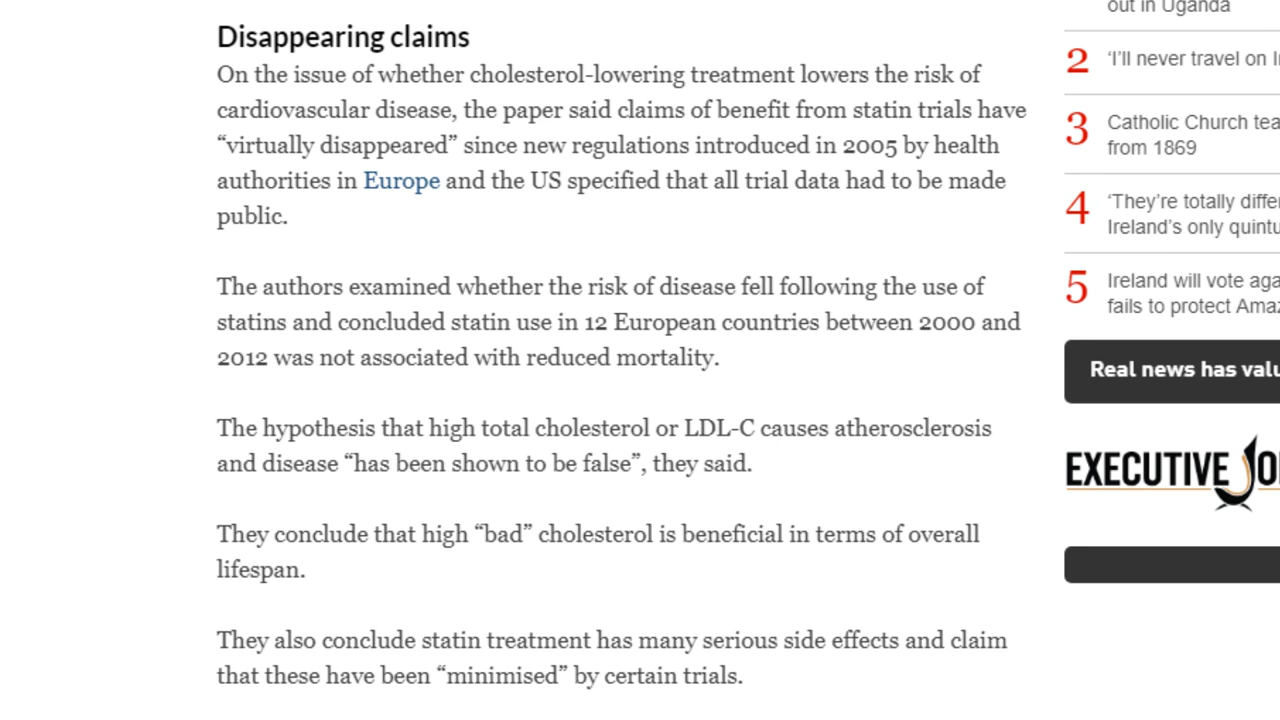 Disappearing claims
On the issue of whether cholesterol-lowering treatment lowers the risk of
cardiovascular disease, the paper said claims of benefit from statin trials have
“virtually disappeared” since new regulations introduced in 2005 by health
authorities in Europe and the US specified that all trial data had to be made
public.
The authors examined whether the risk of disease fell following the use of
statins and concluded statin use in 12 European countries between 2000 and
2012 was not associated with reduced mortality.
The hypothesis that high total cholesterol or LDL-C causes atherosclerosis
and disease “has been shown to be false”, they said.
They conclude that high “bad” cholesterol is beneficial in terms of overall
lifespan.
They also conclude statin treatment has many serious side effects and claim
that these have been “minimised” by certain trials.
out in Uganda
2 ‘I’ll never travel on
3 Catholic Church
from 1869
4 ‘They’re totally
Ireland’s only
5 Ireland will vote
fails to protect
Real news has
EXECUTIVE